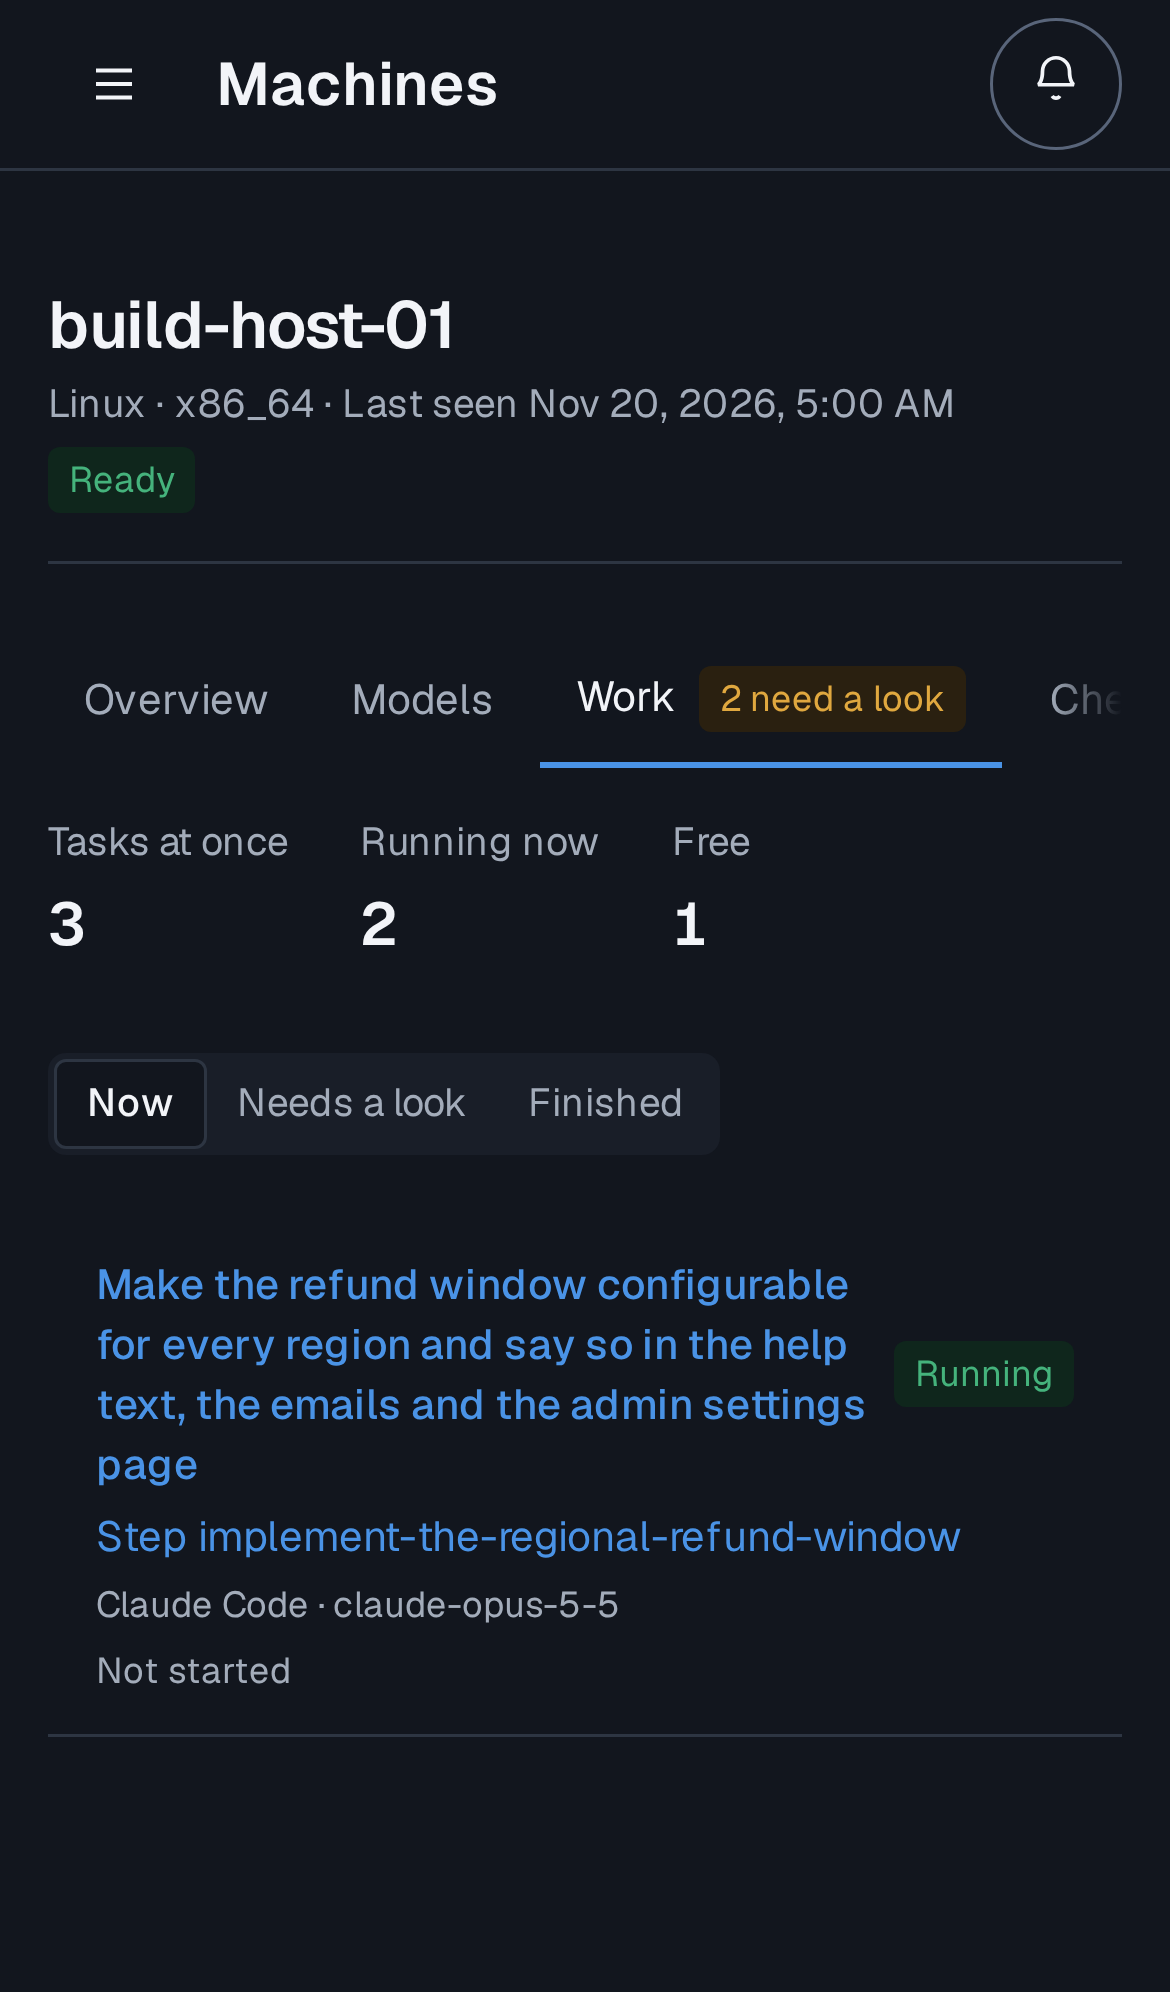 Machines
build-host-01
Linux · x86_64 · Last seen Nov 20, 2026, 5:00 AM
Ready
Overview Models Work 2 need a look
Tasks at once Running now Free
3 2 1
Now Needs a look Finished
Make the refund window configurable
for every region and say so in the help
text, the emails and the admin settings
page
Running
Step implement-the-regional-refund-window
Claude Code · claude-opus-5-5
Not started